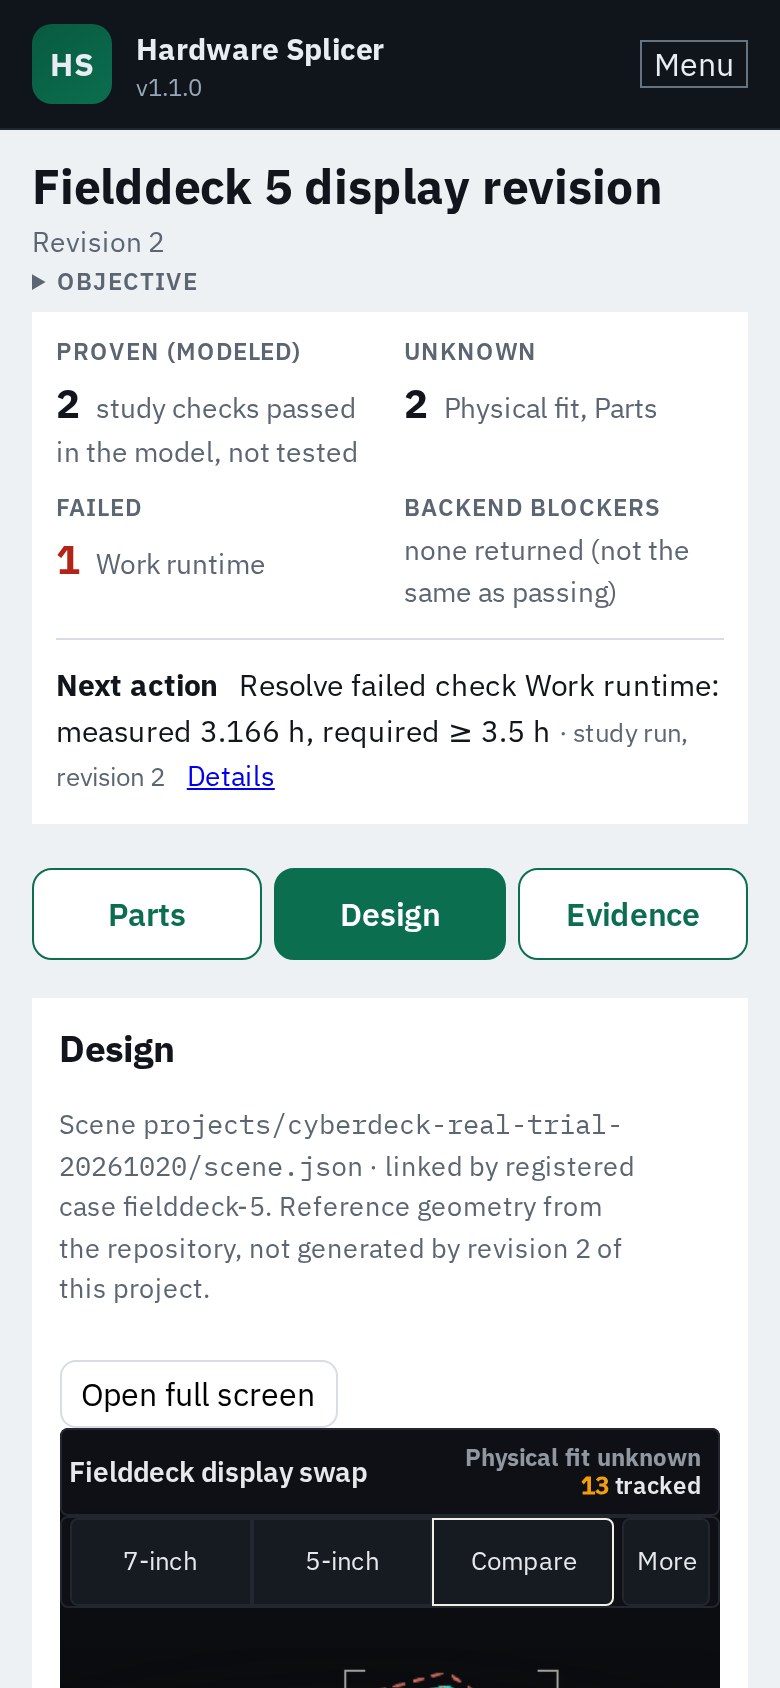 HS
Hardware Splicer
v1.1.0
Menu
Fielddeck 5 display revision
Revision 2
▶ OBJECTIVE
PROVEN (MODELED)
2 study checks passed
in the model, not tested
UNKNOWN
2 Physical fit, Parts
FAILED
1 Work runtime
BACKEND BLOCKERS
none returned (not the
same as passing)
Next action Resolve failed check Work runtime:
measured 3.166 h, required ≥ 3.5 h · study run,
revision 2 Details
Parts
Design
Evidence
Design
Scene projects/cyberdeck-real-trial-
20261020/scene.json · linked by registered
case fielddeck-5. Reference geometry from
the repository, not generated by revision 2 of
this project.
Open full screen
Fielddeck display swap
Physical fit unknown
13 tracked
7-inch
5-inch
Compare
More